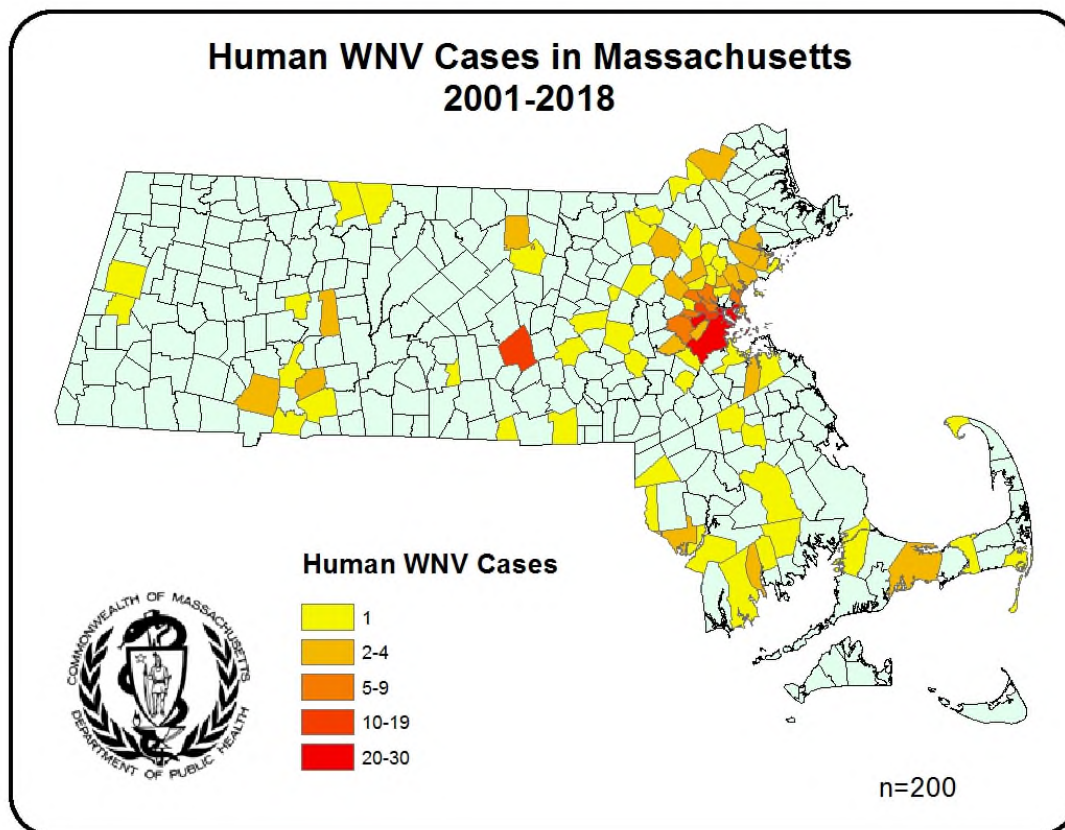 Human WNV Cases in Massachusetts
2001-2018
Human WNV Cases
1
2-4
5-9
10-19
20-30
COMMONWEALTH OF MASSACHUSETTS
DEPARTMENT OF PUBLIC HEALTH
n=200